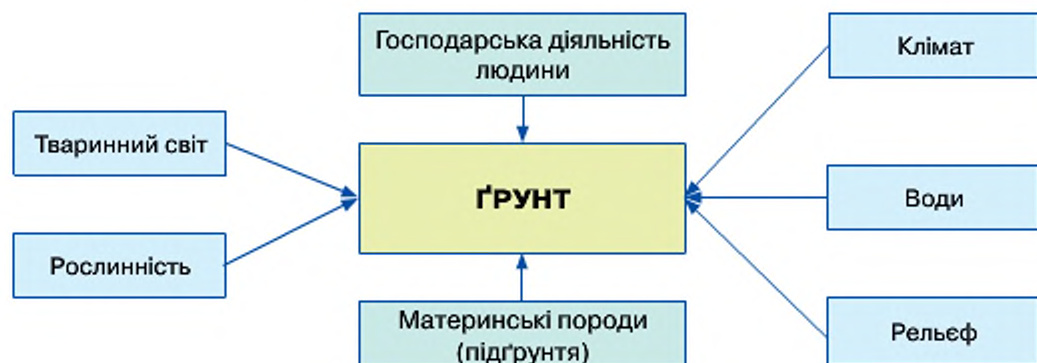 Господарська діяльність
людини
Клімат
Тваринний світ
ҐРУНТ
Води
Рослинність
Материнські породи
(підґрунтя)
Рельєф